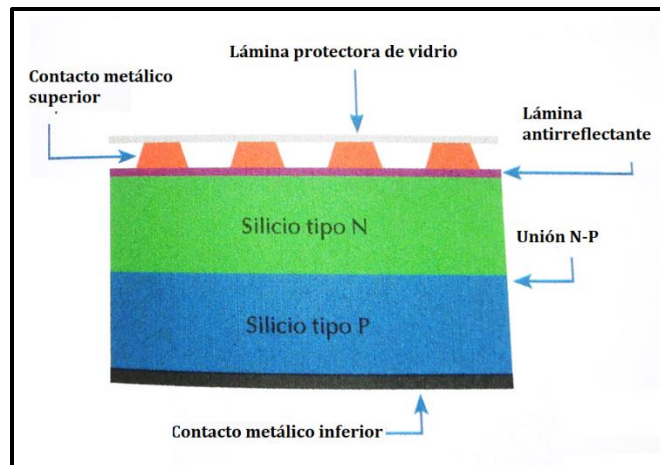 Lámina protectora de vidrio
Contacto metálico
superior
Lámina
antirreflectante
Silicio tipo N
Unión N-P
Silicio tipo P
Contacto metálico inferior